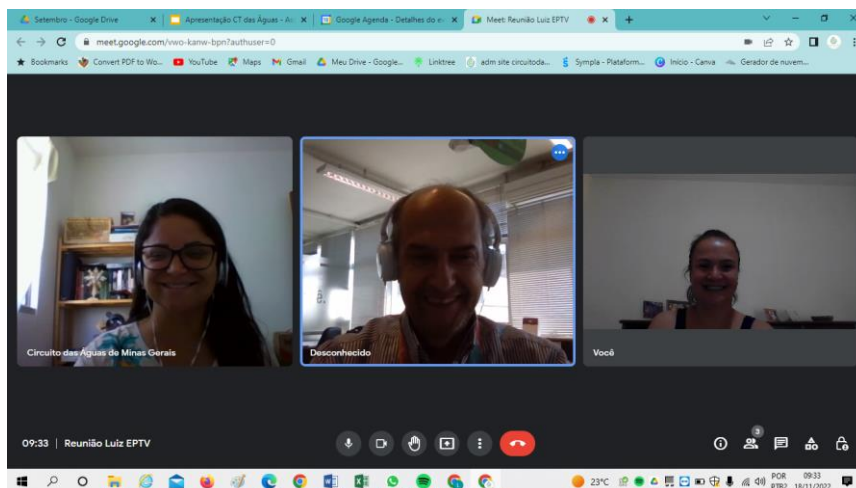 Setembro - Google Drive
Apresentação CT das Águas - A
Google Agenda - Detalhes do e
Meet: Reunião Luiz EPTV
meet.google.com/vwo-kanw-bpn?authuser=0
Bookmarks
Convert PDF to Wo...
YouTube
Maps
Gmail
Meu Drive - Google...
Linktree
adm site circuitoda...
Sympla - Plataform...
Início - Canva
Gerador de nuvem...
Circuito das Águas de Minas Gerais
Desconhecido
Você
09:33 | Reunião Luiz EPTV
3
23°C
POR
09:33
PTB2
18/11/2022